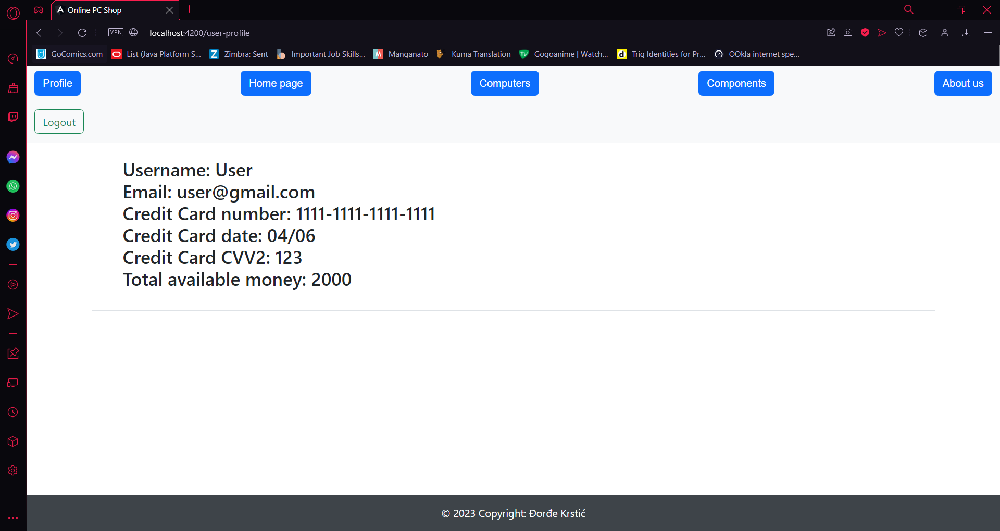 Online PC Shop
VPN
localhost:4200/user-profile
GoComics.com
List (Java Platform S...
Zimbra: Sent
Important Job Skills...
Manganato
Kuma Translation
Gogoanime | Watch...
Trig Identities for Pr...
OOkla internet spe...
Profile
Home page
Computers
Components
About us
Logout
Username: User
Email: user@gmail.com
Credit Card number: 1111-1111-1111-1111
Credit Card date: 04/06
Credit Card CVV2: 123
Total available money: 2000
© 2023 Copyright: Đorđe Krstić